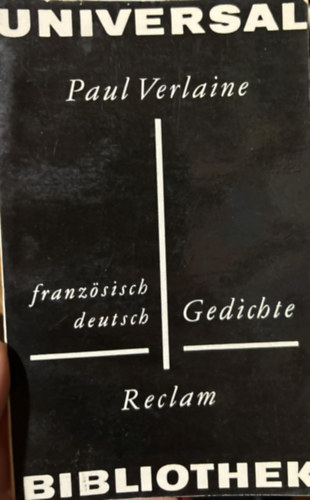 UNIVERSAL
Paul Verlaine
französisch
deutsch
Gedichte
Reclam
BIBLIOTHEK